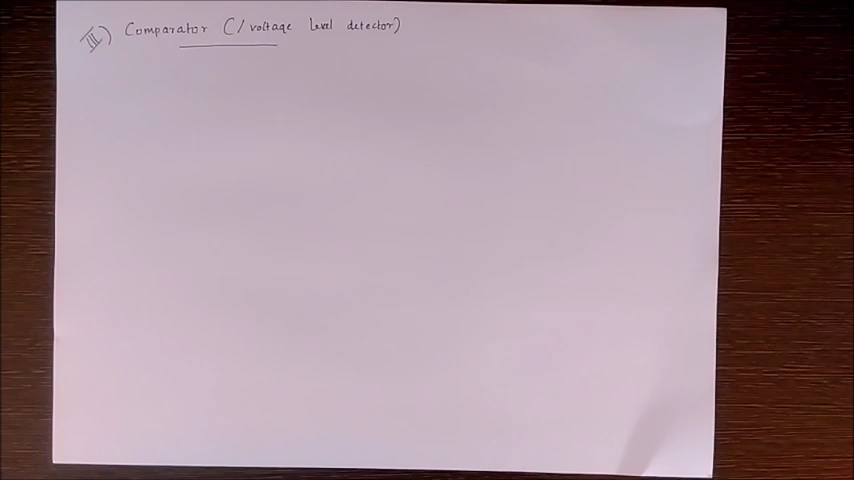 III) Comparator (/ voltage level detector)